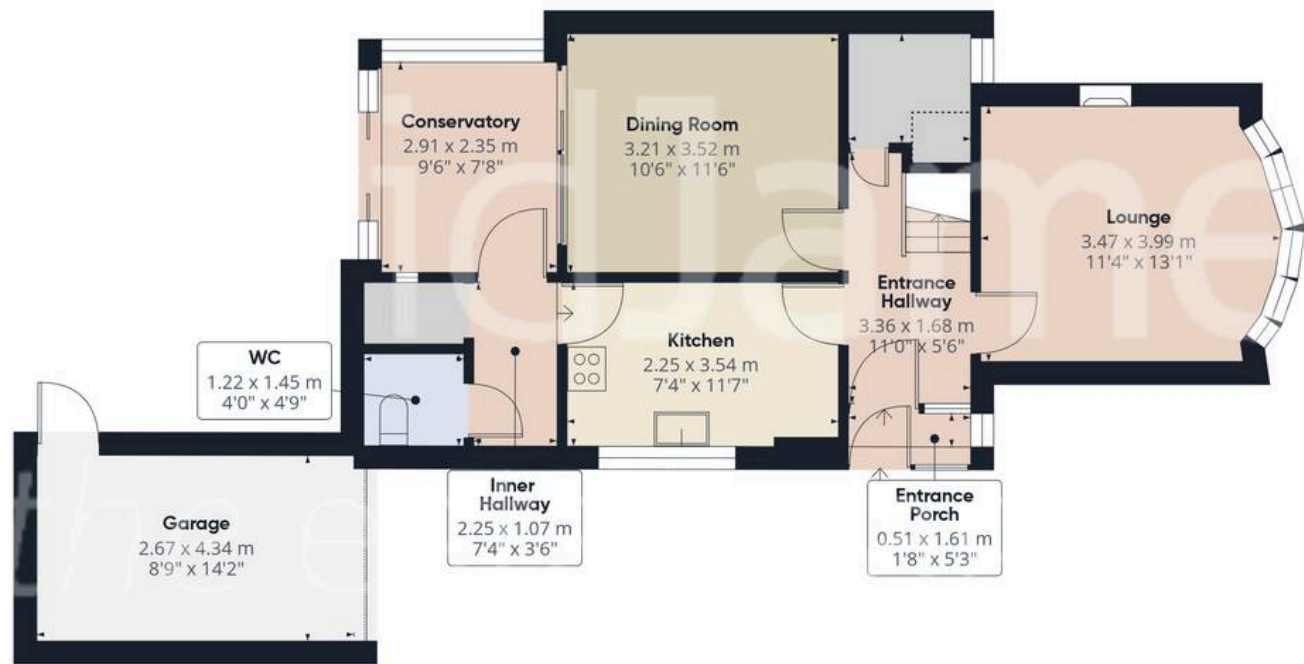 Conservatory
2.91 x 2.35 m
9'6" x 7'8"
Dining Room
3.21 x 3.52 m
10'6" x 11'6"
Lounge
3.47 x 3.99 m
11'4" x 13'1"
Entrance
Hallway
3.36 x 1.68 m
11'0" x 5'6"
Kitchen
2.25 x 3.54 m
7'4" x 11'7"
WC
1.22 x 1.45 m
4'0" x 4'9"
Inner
Hallway
2.25 x 1.07 m
7'4" x 3'6"
Entrance
Porch
0.51 x 1.61 m
1'8" x 5'3"
Garage
2.67 x 4.34 m
8'9" x 14'2"
idJame
the e